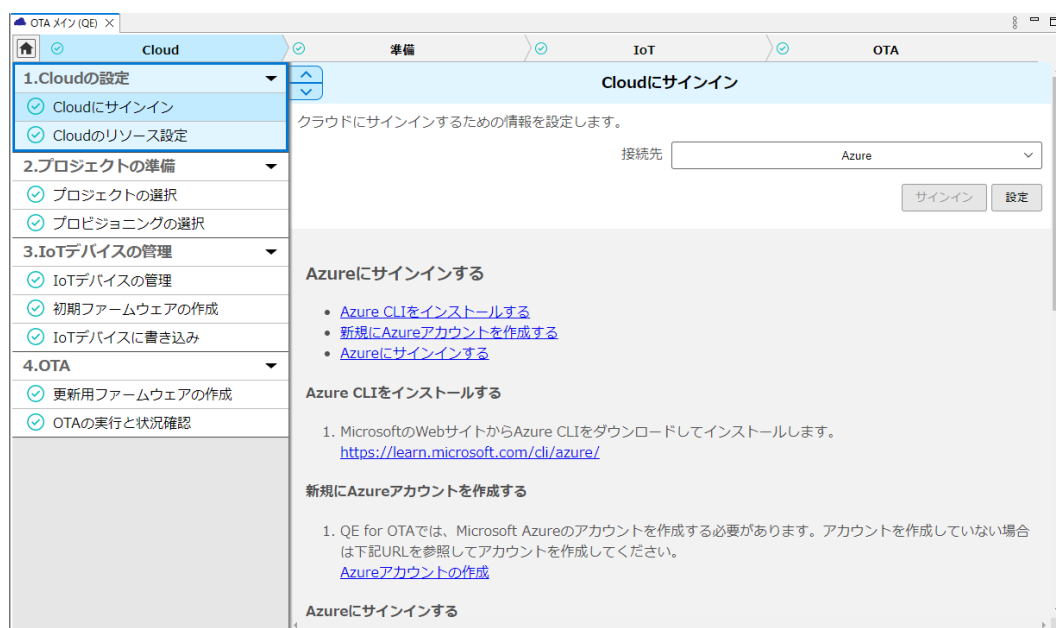 OTA メイン (QE)
Cloud
準備
IoT
OTA
1.Cloudの設定
Cloudにサインイン
Cloudのリソース設定
2.プロジェクトの準備
プロジェクトの選択
プロビジョニングの選択
3.IoTデバイスの管理
IoTデバイスの管理
初期ファームウェアの作成
IoTデバイスに書き込み
4.OTA
更新用ファームウェアの作成
OTAの実行と状況確認
Cloudにサインイン
クラウドにサインインするための情報を設定します。
接続先 Azure
サインイン 設定
Azureにサインインする
• Azure CLIをインストールする
• 新規にAzureアカウントを作成する
• Azureにサインインする
Azure CLIをインストールする
1. MicrosoftのWebサイトからAzure CLIをダウンロードしてインストールします。
https://learn.microsoft.com/cli/azure/
新規にAzureアカウントを作成する
1. QE for OTAでは、Microsoft Azureのアカウントを作成する必要があります。アカウントを作成していない場合
は下記URLを参照してアカウントを作成してください。
Azureアカウントの作成
Azureにサインインする